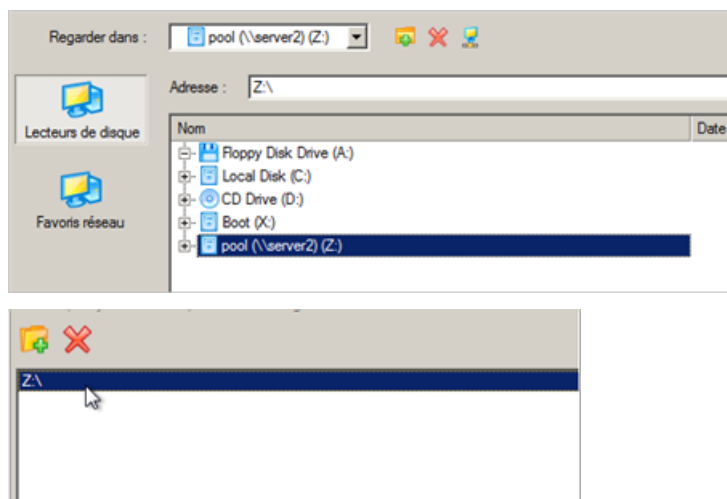 Regarder dans :
pool (\\server2) (Z:)
Adresse :
Z:\
Lecteurs de disque
Favoris réseau
Nom
Date
Floppy Disk Drive (A:)
Local Disk (C:)
CD Drive (D:)
Boot (X:)
pool (\\server2) (Z:)
Z:\